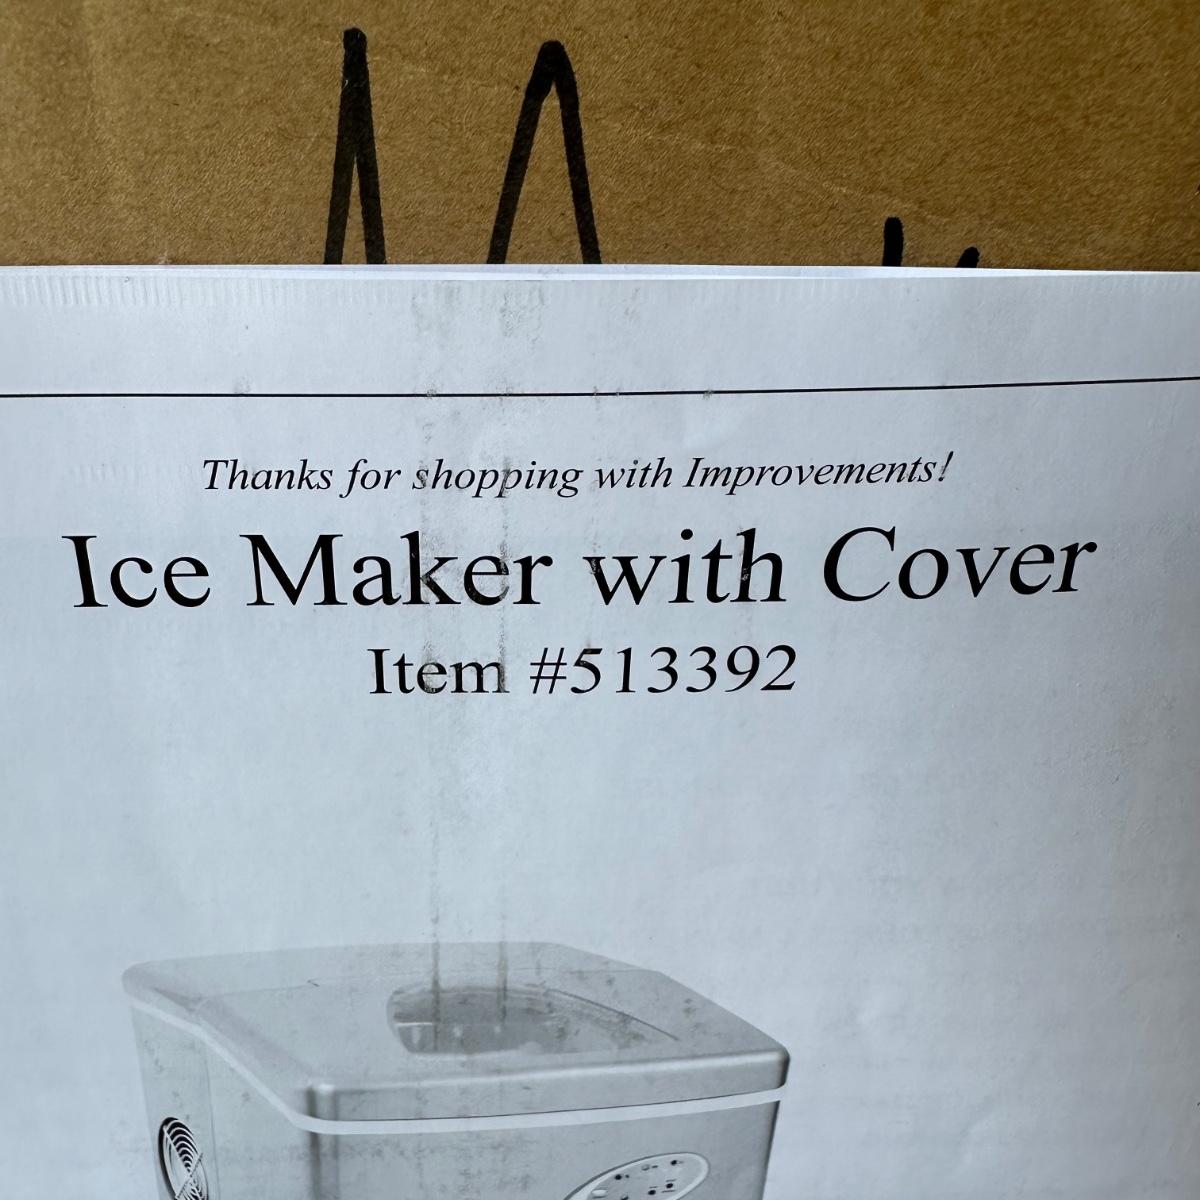 Thanks for shopping with Improvements!
Ice Maker with Cover
Item #513392